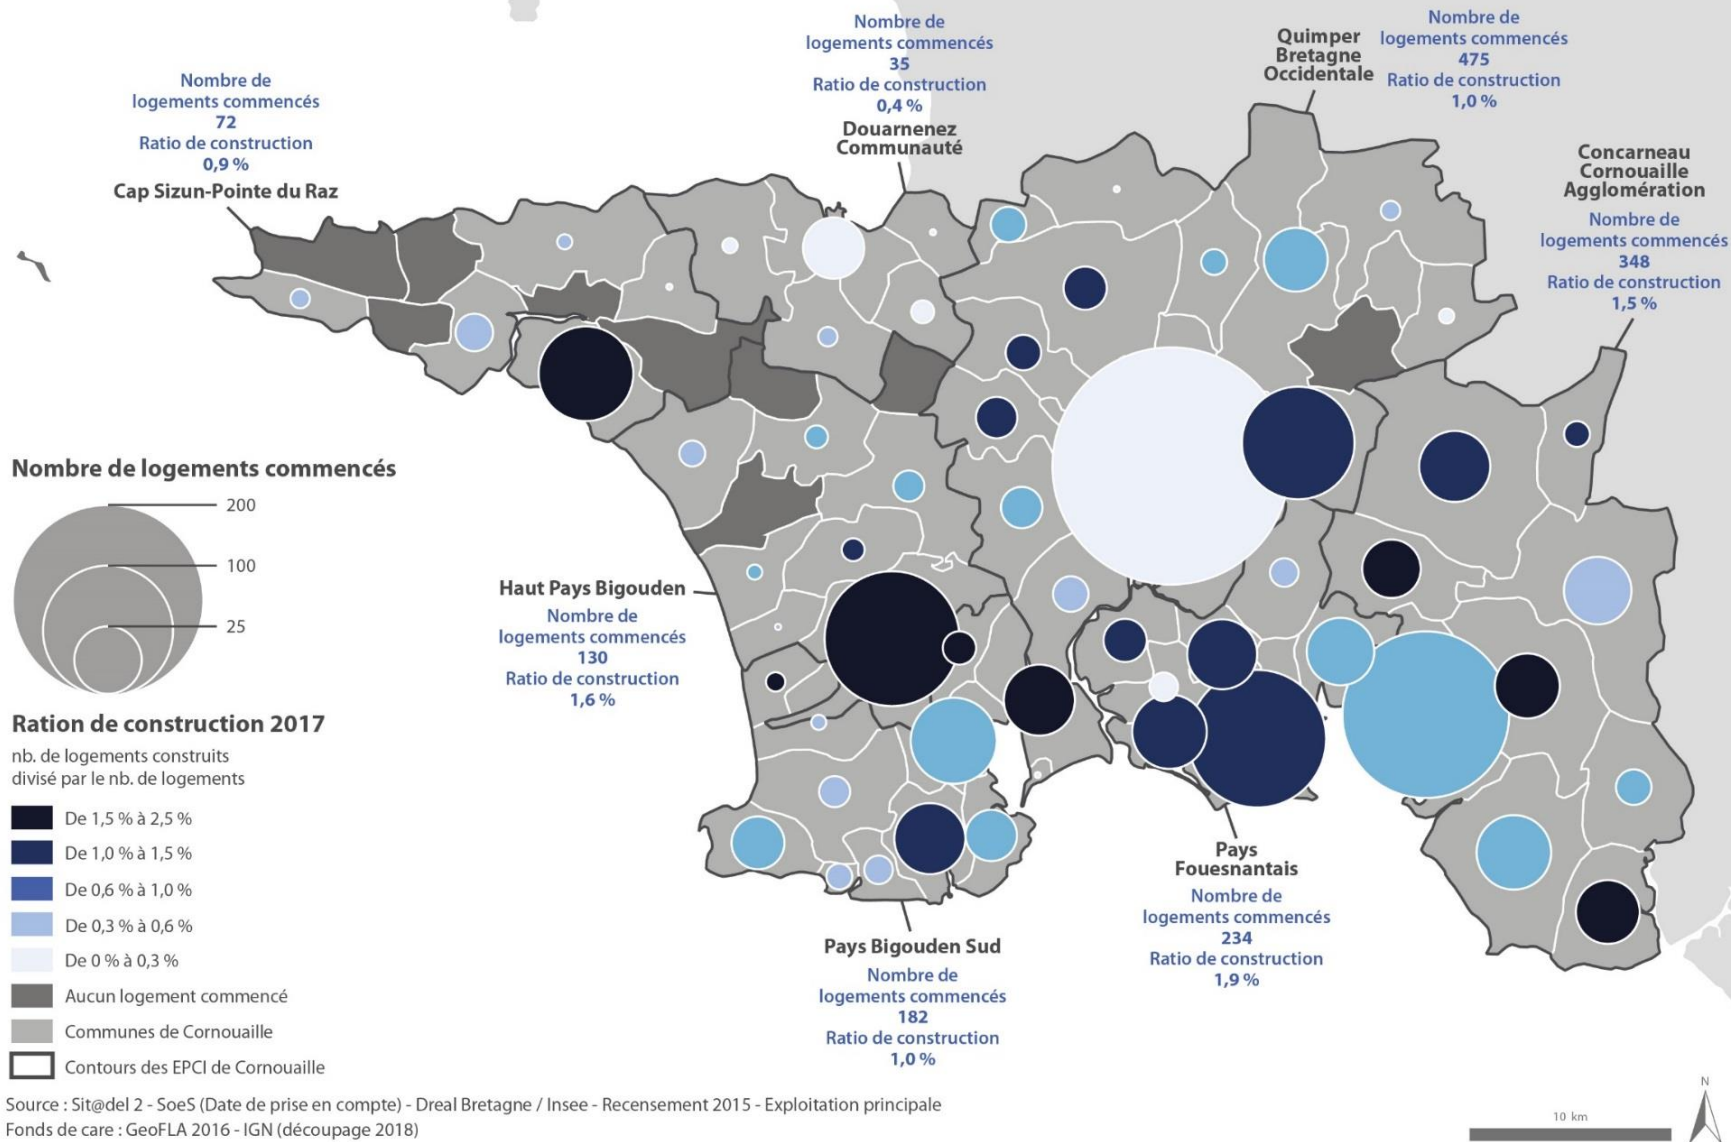 Nombre de
logements commencés
72
Ratio de construction
0,9 %
Cap Sizun-Pointe du Raz
Nombre de
logements commencés
35
Ratio de construction
0,4 %
Douarnenez
Communauté
Quimper
Bretagne
Occidentale
Nombre de
logements commencés
475
Ratio de construction
1,0 %
Concarneau
Cornouaille
Agglomération
Nombre de
logements commencés
348
Ratio de construction
1,5 %
Haut Pays Bigouden
Nombre de
logements commencés
130
Ratio de construction
1,6 %
Pays Bigouden Sud
Nombre de
logements commencés
182
Ratio de construction
1,0 %
Pays
Fouesnantais
Nombre de
logements commencés
234
Ratio de construction
1,9 %
Nombre de logements commencés
200
100
25
Ration de construction 2017
nb. de logements construits
divisé par le nb. de logements
De 1,5 % à 2,5 %
De 1,0 % à 1,5 %
De 0,6 % à 1,0 %
De 0,3 % à 0,6 %
De 0 % à 0,3 %
Aucun logement commencé
Communes de Cornouaille
Contours des EPCI de Cornouaille
Source : Sit@del 2 - SoeS (Date de prise en compte) - Dreal Bretagne / Insee - Recensement 2015 - Exploitation principale
Fonds de care : GeoFLA 2016 - IGN (découpage 2018)
10 km
N